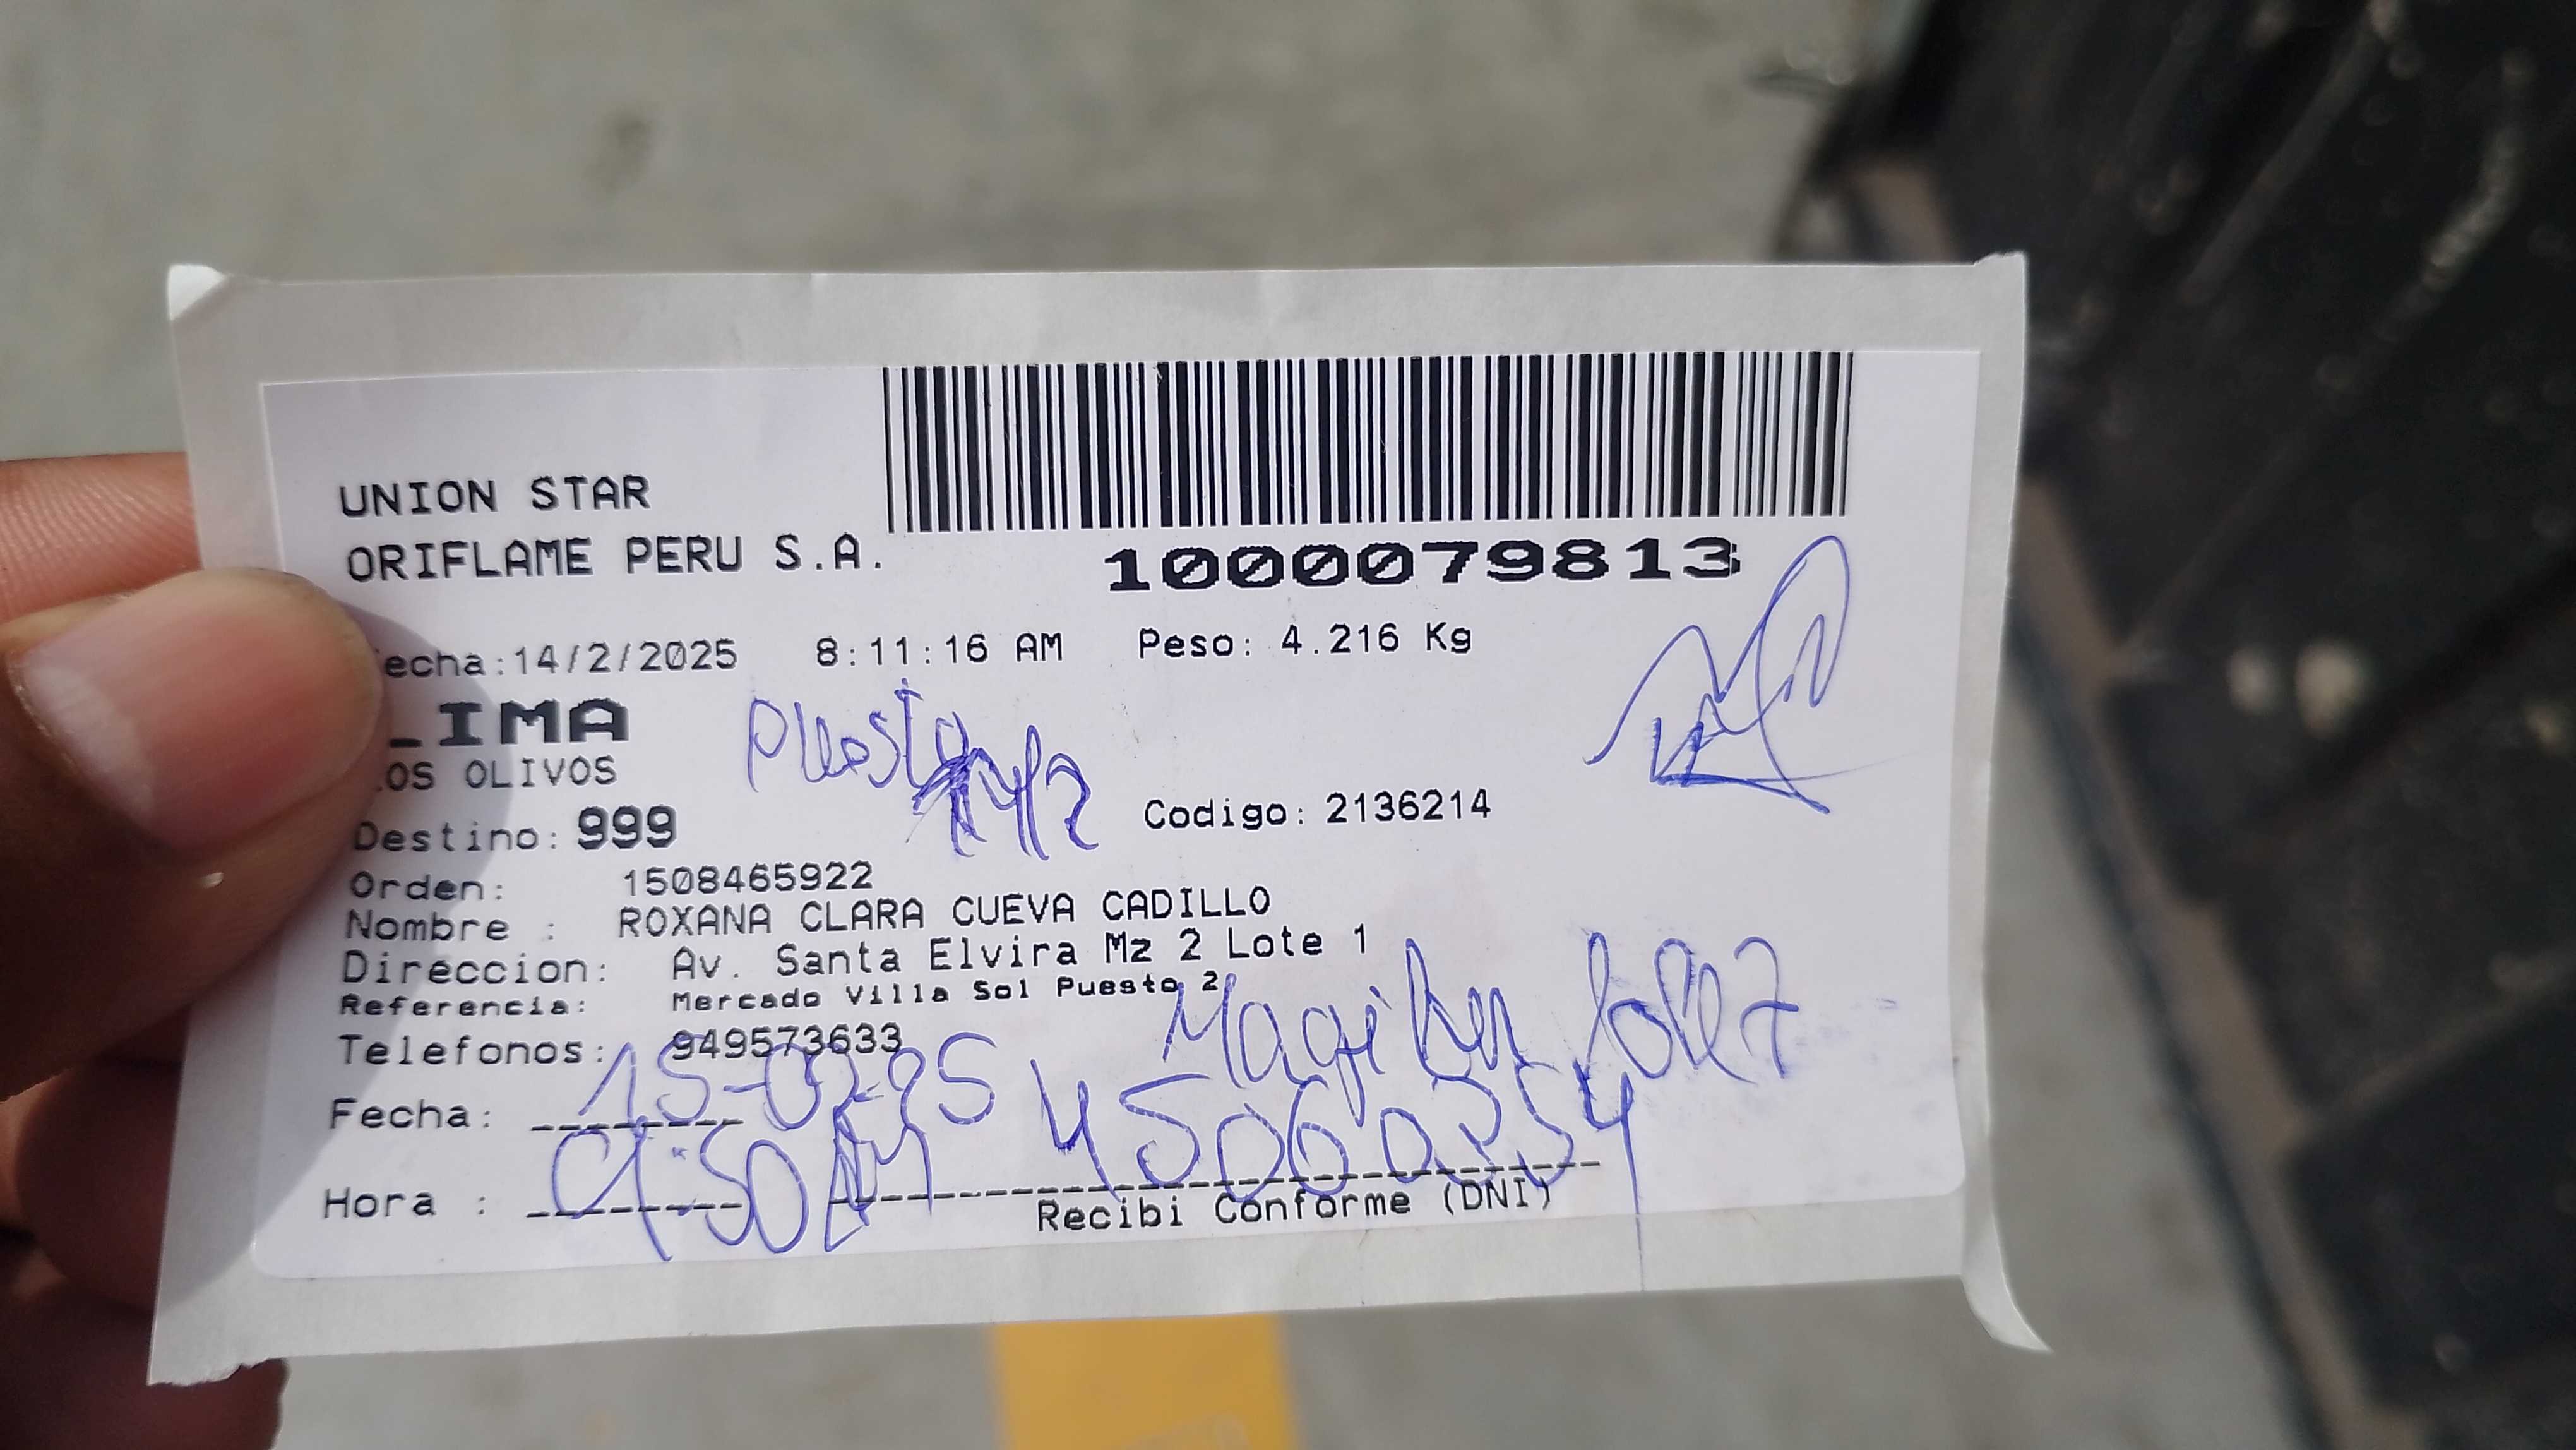 UNION STAR
ORIFLAME PERU S.A.
1000079813
echa:14/2/2025 8:11:16 AM Peso: 4.216 Kg
LIMA
LOS OLIVOS
Puesto
Destino: 999
Codigo: 2136214
Orden: 1508465922
Nombre : ROXANA CLARA CUEVA CADILLO
Direccion: Av. Santa Elvira Mz 2 Lote 1
Referencia: Mercado Villa Sol Puesto 2
Telefonos: 949573633
Fecha: 15-02-25
45060254
Hora : 9:50 AM
Recibi Conforme (DNI)